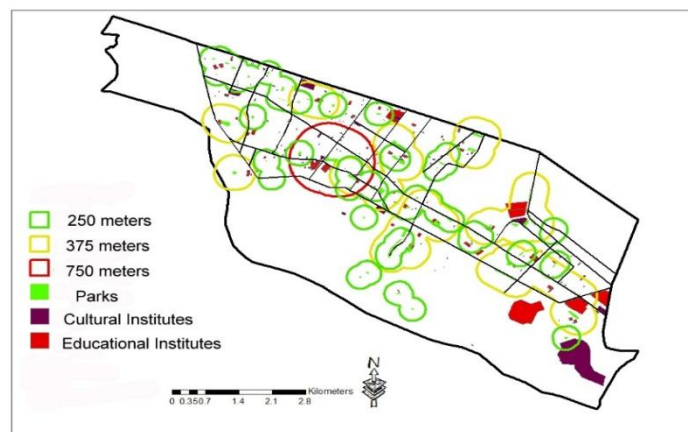 250 meters
375 meters
750 meters
Parks
Cultural Institutes
Educational Institutes
N
Kilometers
0 0.350.7 1.4 2.1 2.8